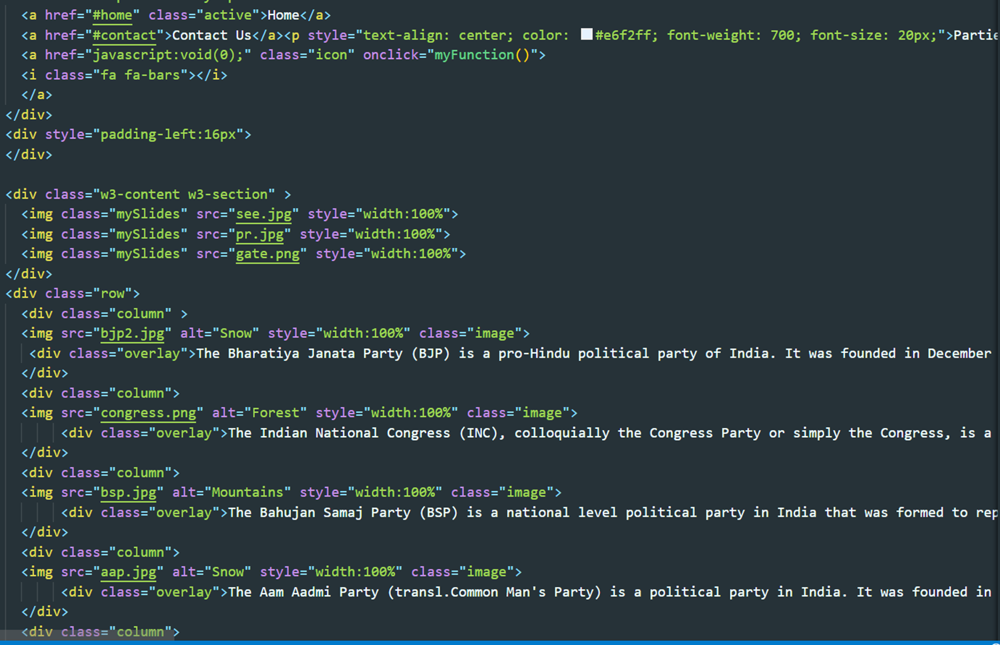 <a href="#home" class="active">Home</a>
<a href="#contact">Contact Us</a><p style="text-align: center; color: #e6f2ff; font-weight: 700; font-size: 20px;">Partie
<a href="javascript:void(0);" class="icon" onclick="myFunction()">
<i class="fa fa-bars"></i>
</a>
</div>
<div style="padding-left:16px">
</div>
<div class="w3-content w3-section" >
<img class="mySlides" src="see.jpg" style="width:100%">
<img class="mySlides" src="pr.jpg" style="width:100%">
<img class="mySlides" src="gate.png" style="width:100%">
</div>
<div class="row">
<div class="column" >
<img src="bjp2.jpg" alt="Snow" style="width:100%" class="image">
<div class="overlay">The Bharatiya Janata Party (BJP) is a pro-Hindu political party of India. It was founded in December
</div>
<div class="column">
<img src="congress.png" alt="Forest" style="width:100%" class="image">
<div class="overlay">The Indian National Congress (INC), colloquially the Congress Party or simply the Congress, is a
</div>
<div class="column">
<img src="bsp.jpg" alt="Mountains" style="width:100%" class="image">
<div class="overlay">The Bahujan Samaj Party (BSP) is a national level political party in India that was formed to rep
</div>
<div class="column">
<img src="aap.jpg" alt="Snow" style="width:100%" class="image">
<div class="overlay">The Aam Aadmi Party (transl.Common Man's Party) is a political party in India. It was founded in
</div>
<div class="column">